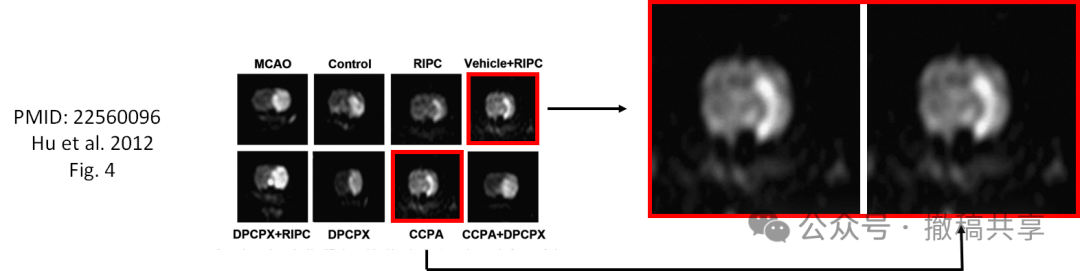 PMID: 22560096
Hu et al. 2012
Fig. 4
MCAO Control RIPC Vehicle+RIPC
DPCPX+RIPC DPCPX CCPA CCPA+DPCPX
公众号 · 撤稿共享